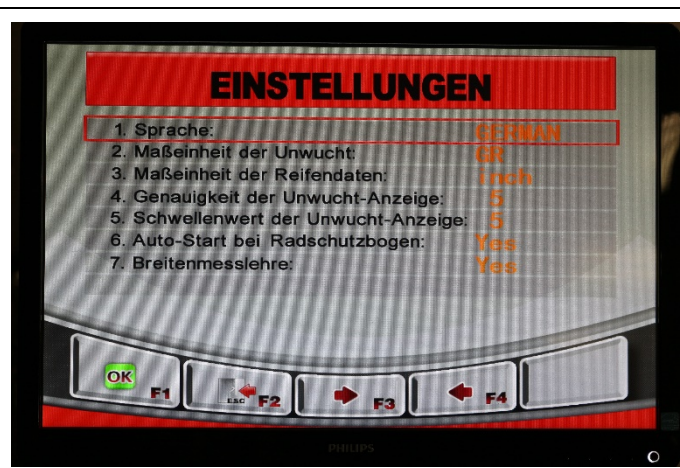 EINSTELLUNGEN
1. Sprache: GERMAN
2. Maßeinheit der Unwucht: GR
3. Maßeinheit der Reifendaten: inch
4. Genauigkeit der Unwucht-Anzeige: 5
5. Schwellenwert der Unwucht-Anzeige: 5
6. Auto-Start bei Radschutzbogen: Yes
7. Breitenmesslehre: Yes
OK F1 ESC F2 F3 F4
PHILIPS